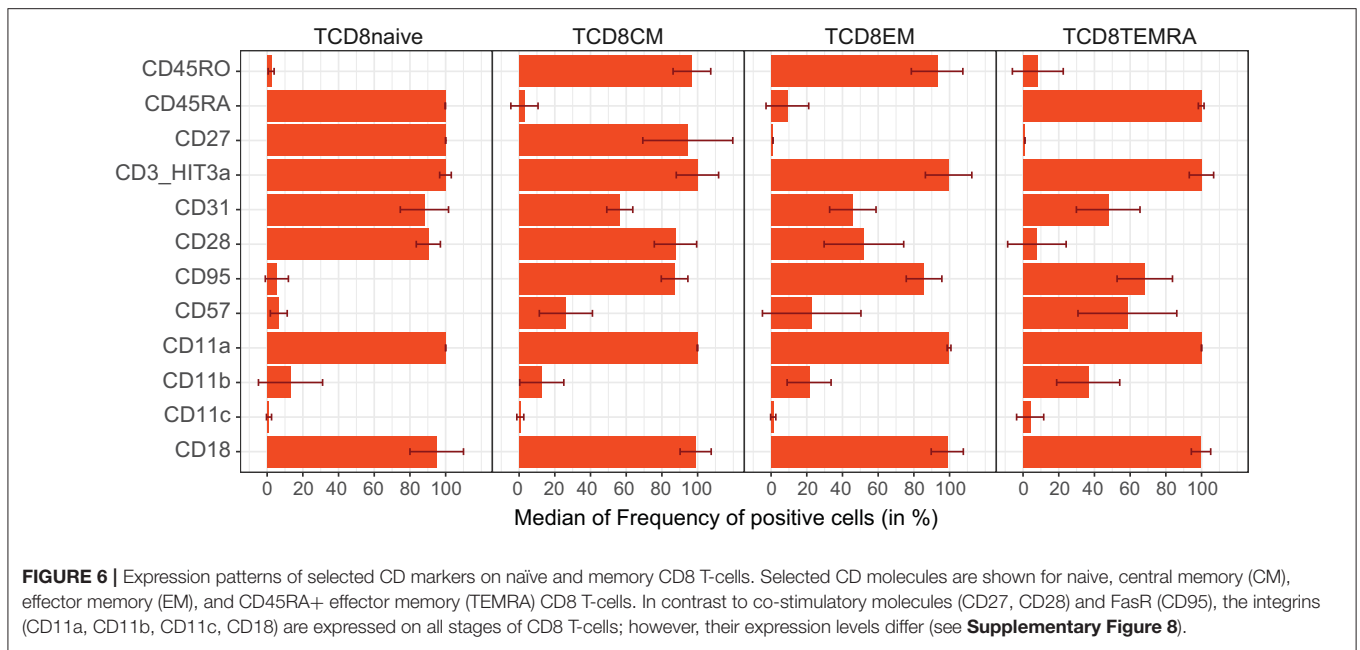 TCD8naive TCD8CM TCD8EM TCD8TEMRA
CD45RO
CD45RA
CD27
CD3_HIT3a
CD31
CD28
CD95
CD57
CD11a
CD11b
CD11c
CD18
0 20 40 60 80 100 0 20 40 60 80 100 0 20 40 60 80 100 0 20 40 60 80 100
Median of Frequency of positive cells (in %)
FIGURE 6 | Expression patterns of selected CD markers on naïve and memory CD8 T-cells. Selected CD molecules are shown for naive, central memory (CM),
effector memory (EM), and CD45RA+ effector memory (TEMRA) CD8 T-cells. In contrast to co-stimulatory molecules (CD27, CD28) and FasR (CD95), the integrins
(CD11a, CD11b, CD11c, CD18) are expressed on all stages of CD8 T-cells; however, their expression levels differ (see Supplementary Figure 8).